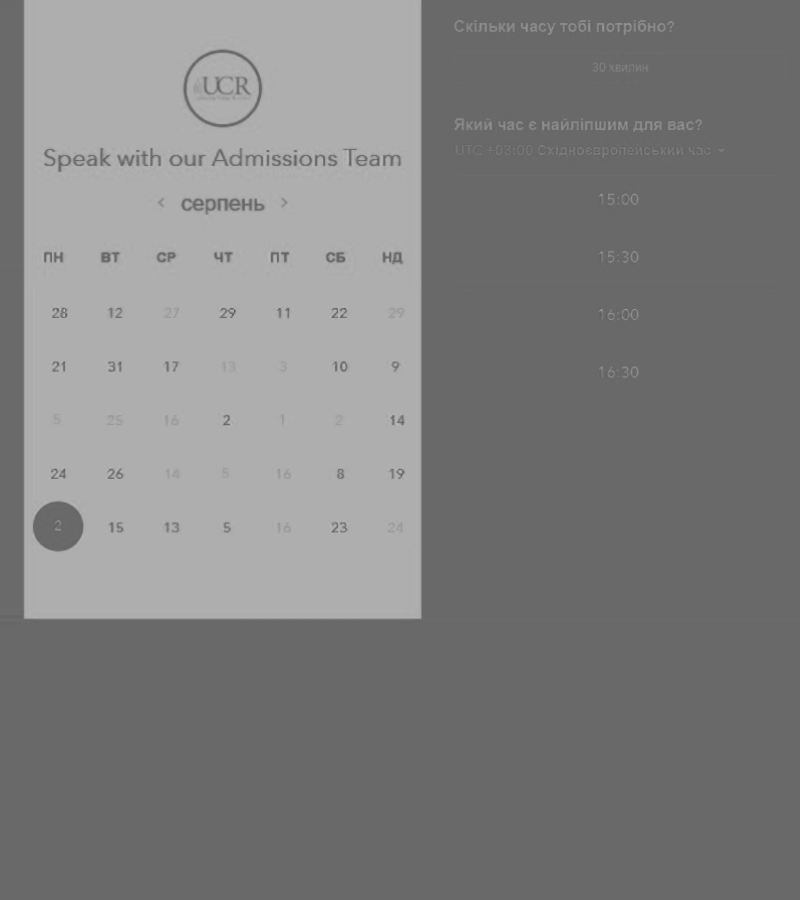 UCR
Speak with our Admissions Team
‹ серпень ›
ПН ВТ СР ЧТ ПТ СБ НД
28 12 27 29 11 22 29
21 31 17 13 3 10 9
5 25 16 2 1 2 14
24 26 14 5 16 8 19
2 15 13 5 16 23 24
Скільки часу тобі потрібно?
30 хвилин
Який час є найліпшим для вас?
UTC +03:00 Східноєвропейський час
15:00
15:30
16:00
16:30